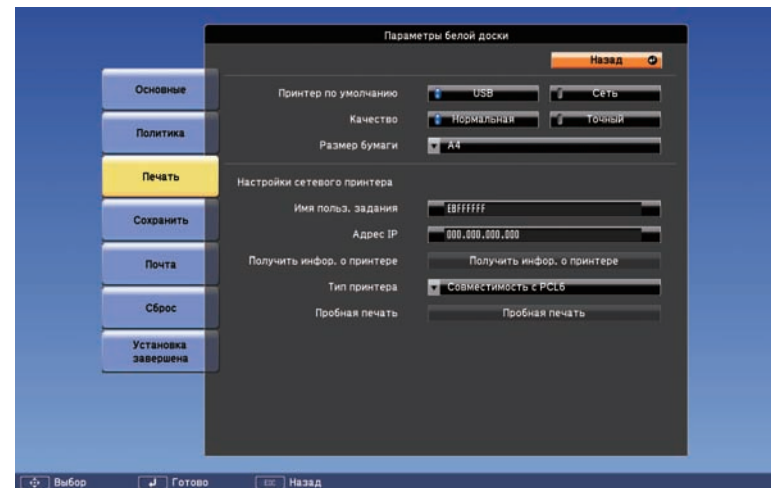 Параметры белой доски
Назад
Основные
Политика
Печать
Сохранить
Почта
Сброс
Установка
завершена
Принтер по умолчанию USB Сеть
Качество Нормальная Точный
Размер бумаги A4
Настройки сетевого принтера
Имя польз. задания EBFFFFFF
Адрес IP 000.000.000.000
Получить инфор. о принтере Получить инфор. о принтере
Тип принтера Совместимость с PCL6
Пробная печать Пробная печать
Выбор Готово ESC Назад